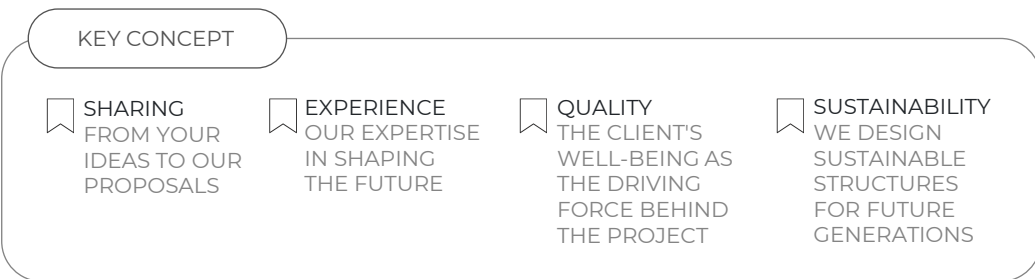 KEY CONCEPT
SHARING
FROM YOUR
IDEAS TO OUR
PROPOSALS
EXPERIENCE
OUR EXPERTISE
IN SHAPING
THE FUTURE
QUALITY
THE CLIENT'S
WELL-BEING AS
THE DRIVING
FORCE BEHIND
THE PROJECT
SUSTAINABILITY
WE DESIGN
SUSTAINABLE
STRUCTURES
FOR FUTURE
GENERATIONS